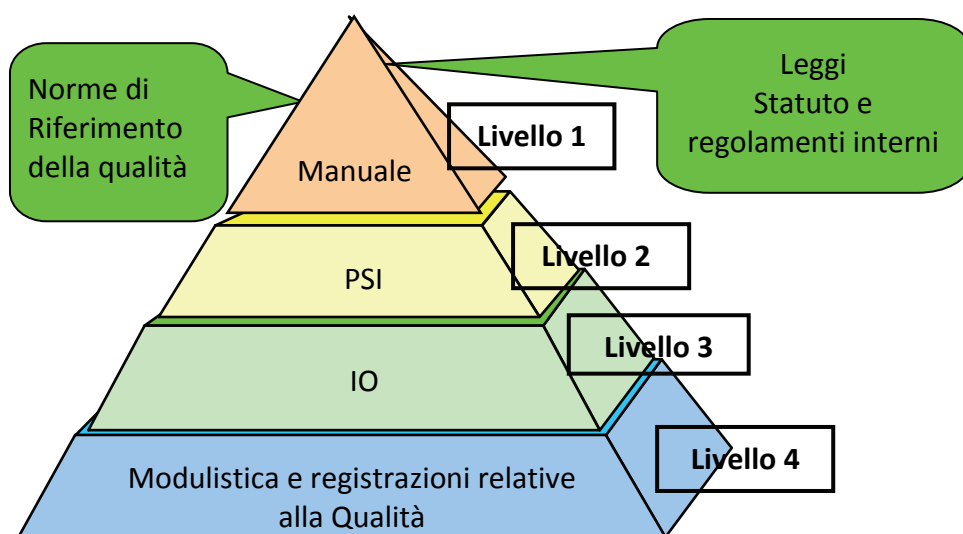 Norme di
Riferimento
della qualità
Leggi
Statuto e
regolamenti interni
Livello 1
Manuale
Livello 2
PSI
Livello 3
IO
Livello 4
Modulistica e registrazioni relative
alla Qualità